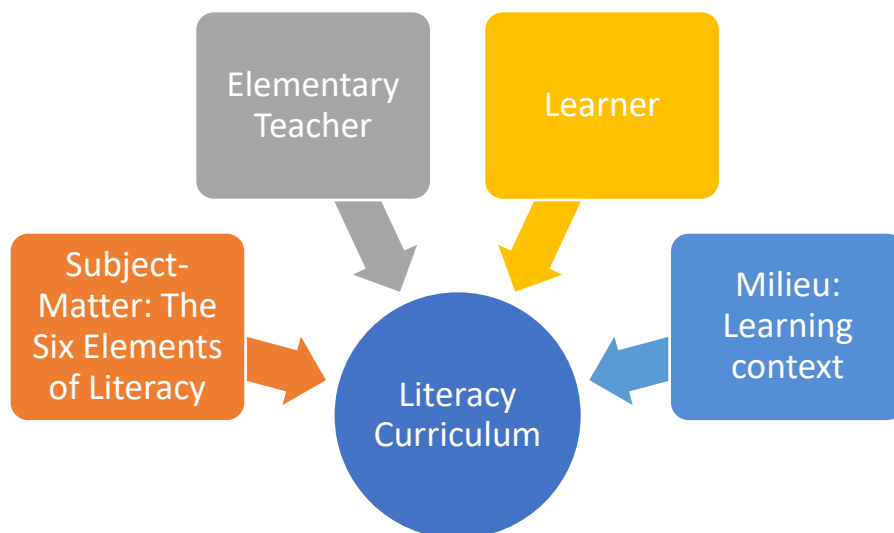 Elementary
Teacher
Learner
Subject-
Matter: The
Six Elements
of Literacy
Milieu:
Learning
context
Literacy
Curriculum